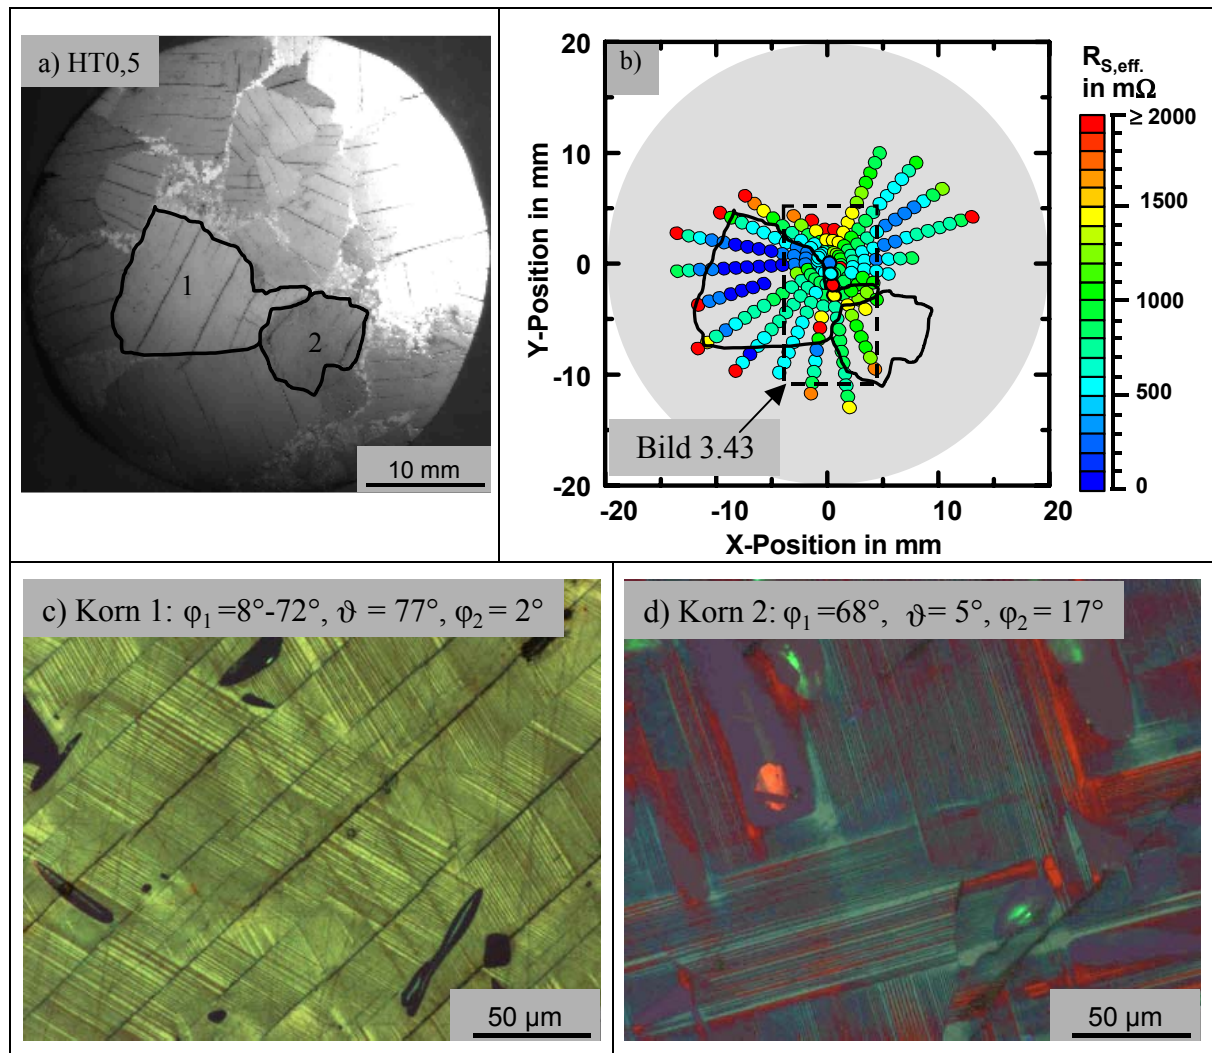 a) HT0,5
1
2
10 mm
b)
20
10
0
-10
-20
-20
-10
0
10
20
Y-Position in mm
X-Position in mm
Bild 3.43
R_S,eff.
in mΩ
≥ 2000
1500
1000
500
0
c) Korn 1: φ₁ =8°-72°, ϑ = 77°, φ₂ = 2°
50 µm
d) Korn 2: φ₁ =68°, ϑ= 5°, φ₂ = 17°
50 µm